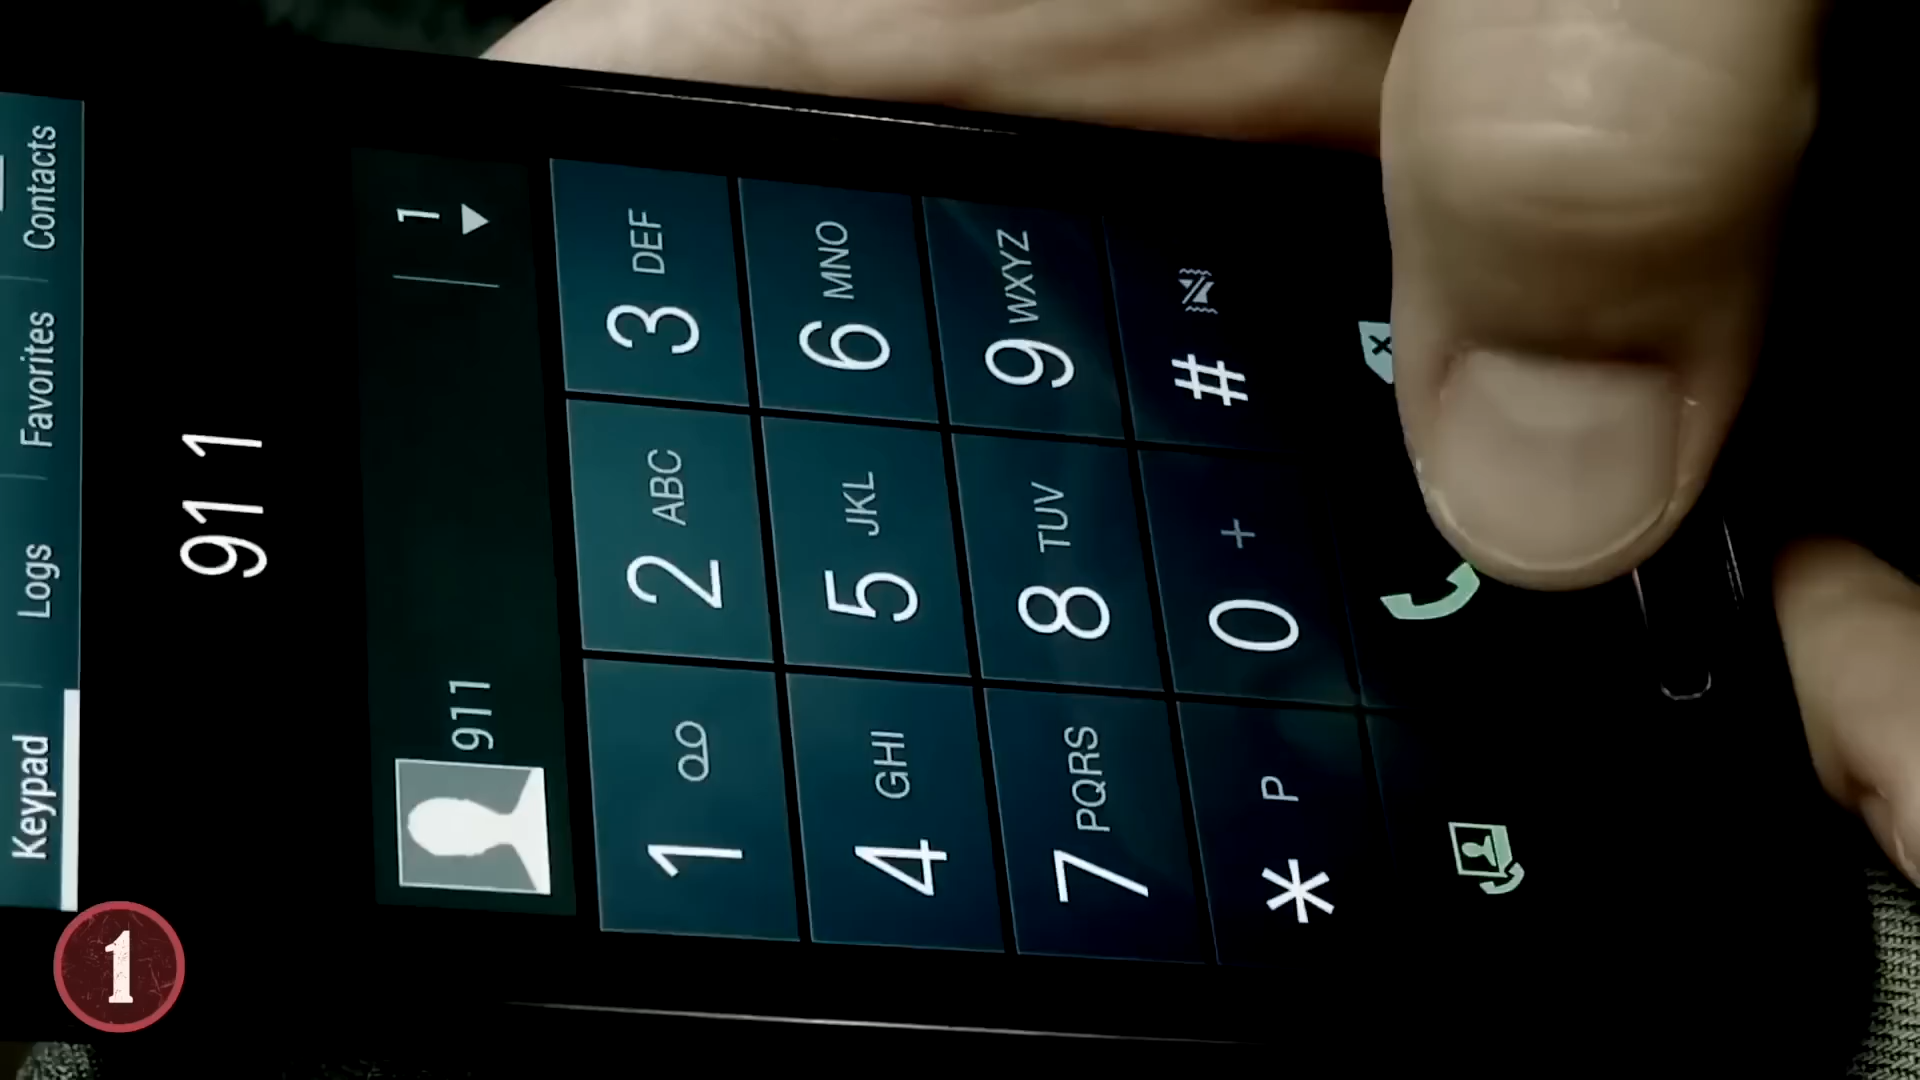 Keypad Logs Favorites Contacts
911
911 1
1
2 ABC
3 DEF
4 GHI
5 JKL
6 MNO
7 PQRS
8 TUV
9 WXYZ
* P
0 +
#
1